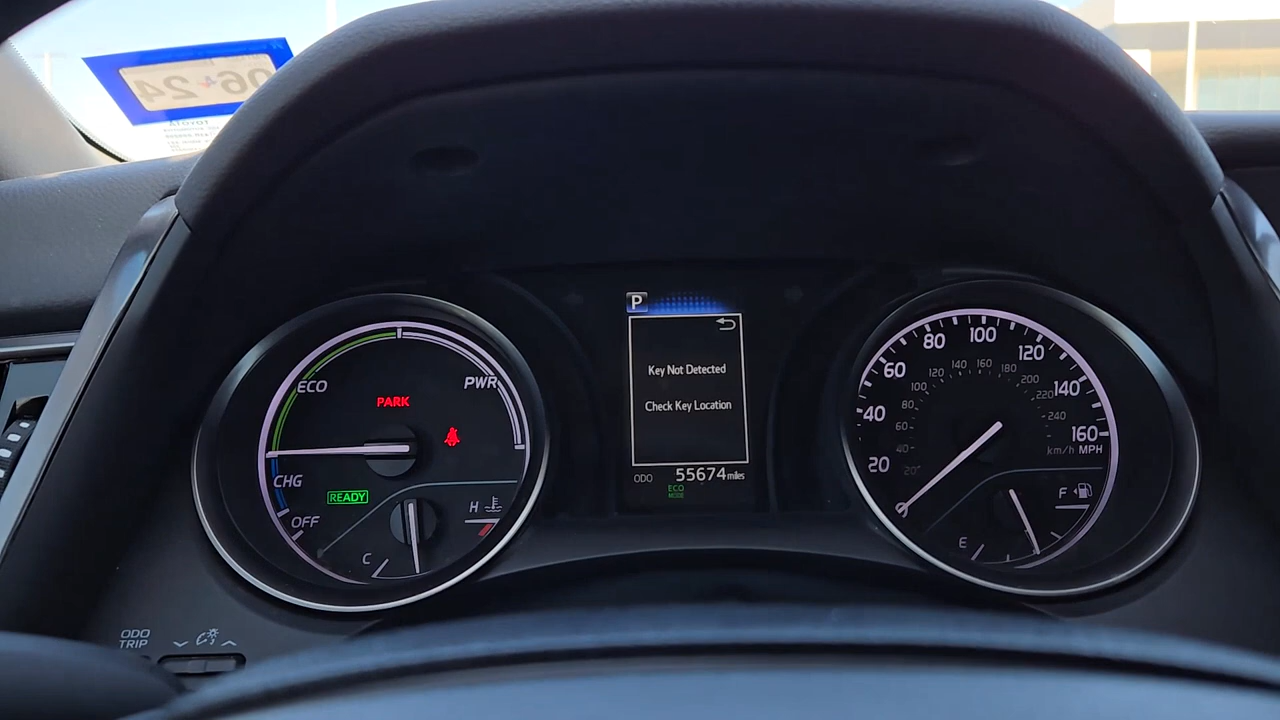 06 24
TOYOTA
P
Key Not Detected
Check Key Location
ODO 55674 miles
ECO
MODE
ECO
PWR
PARK
CHG
READY
OFF
C
H
20
40
60
80
100
120
140
160
km/h MPH
20
40
60
80
100
120
140
160
180
200
220
240
E
F
ODO
TRIP